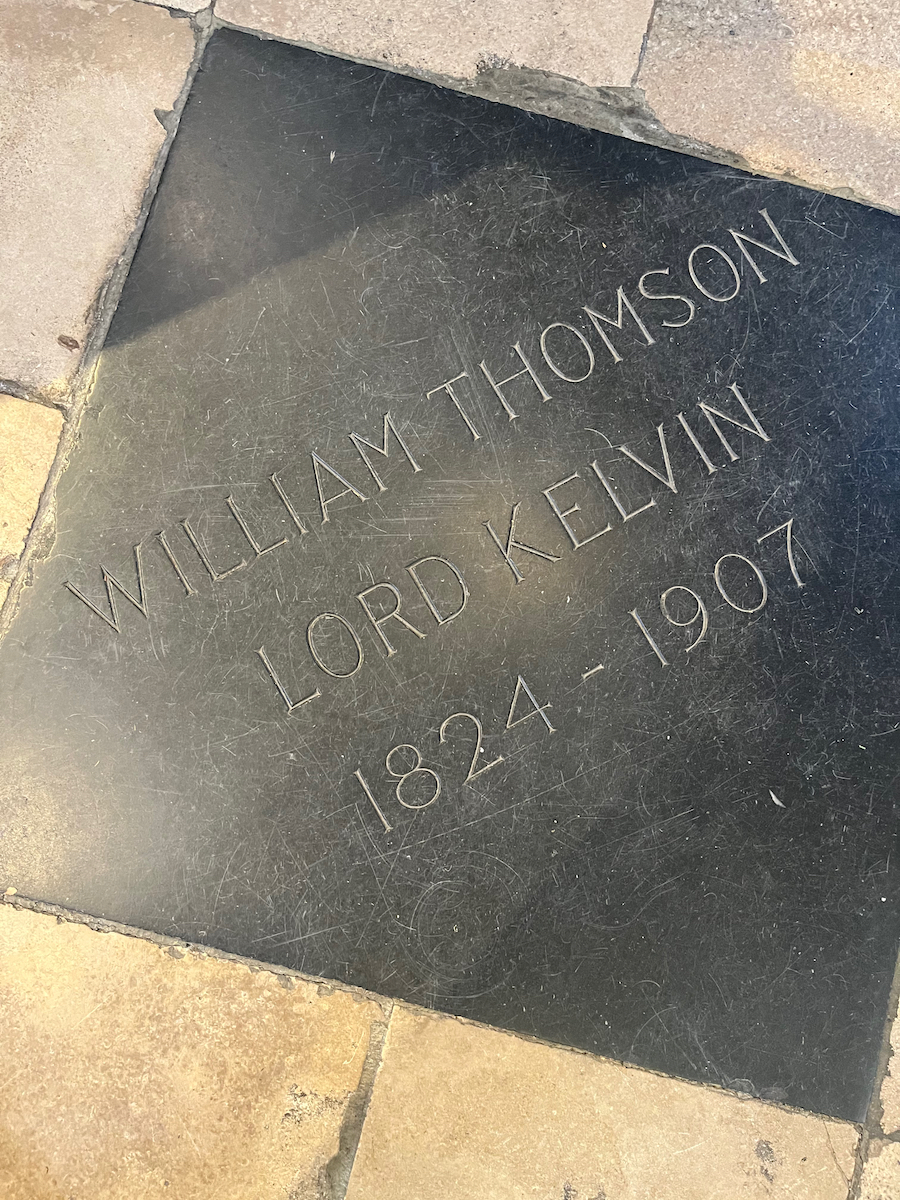 WILLIAM THOMSON
LORD KELVIN
1824 - 1907